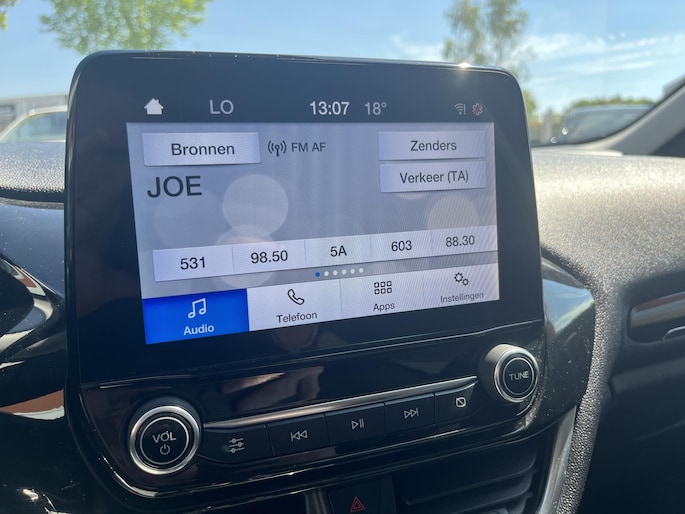 LO 13:07 18°
Bronnen FM AF Zenders
JOE Verkeer (TA)
531 98.50 5A 603 88.30
Audio Telefoon Apps Instellingen
VOL TUNE